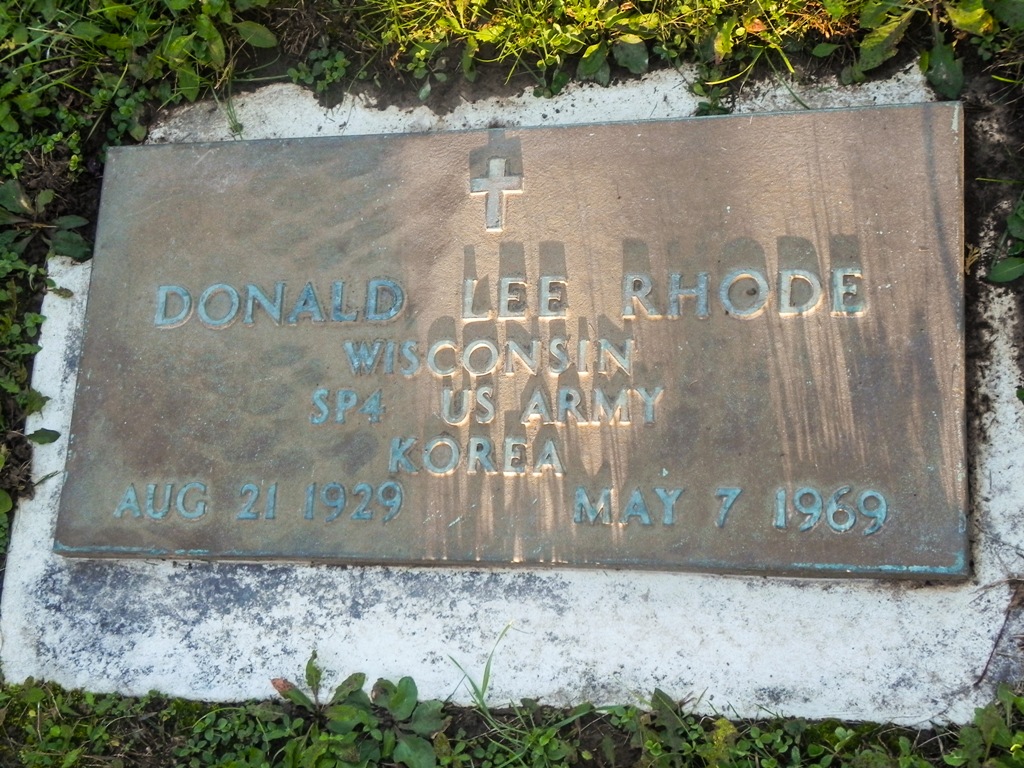 DONALD LEE RHODE
WISCONSIN
SP4 US ARMY
KOREA
AUG 21 1929 MAY 7 1969